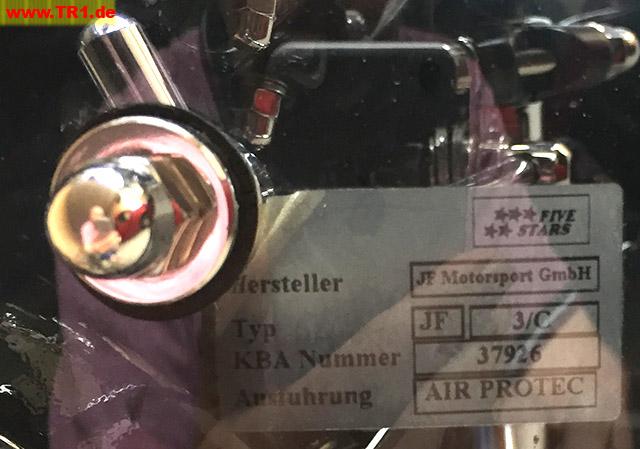 www.TR1.de
FIVE
STARS
Hersteller JF Motorsport GmbH
Typ JF 3/C
KBA Nummer 37926
Ausfuhrung AIR PROTEC